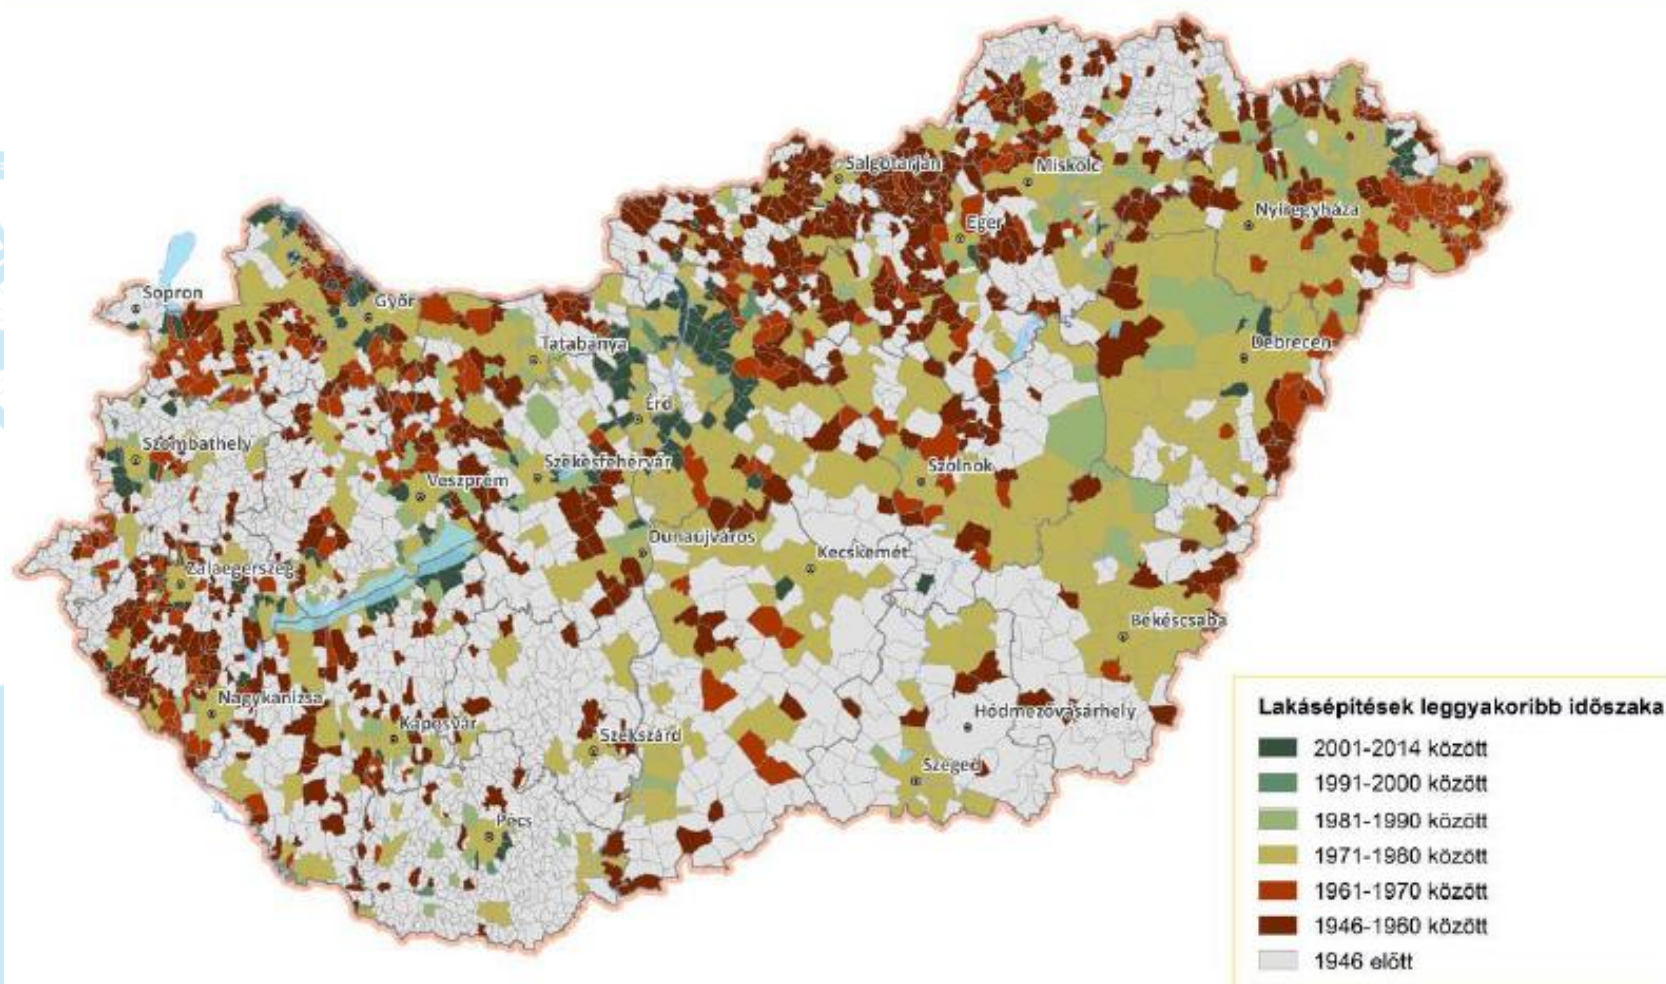 Salgótarján
Miskolc
Nyíregyháza
Eger
Sopron
Győr
Tatabánya
Debrecen
Érd
Szombathely
Székesfehérvár
Veszprém
Szolnok
Dunaújváros
Kecskemét
Zalaegerszeg
Békéscsaba
Nagykanizsa
Kaposvár
Szekszárd
Hódmezővásárhely
Szeged
Pécs
Lakásépítések leggyakoribb időszaka
2001-2014 között
1991-2000 között
1981-1990 között
1971-1980 között
1961-1970 között
1946-1960 között
1946 előtt